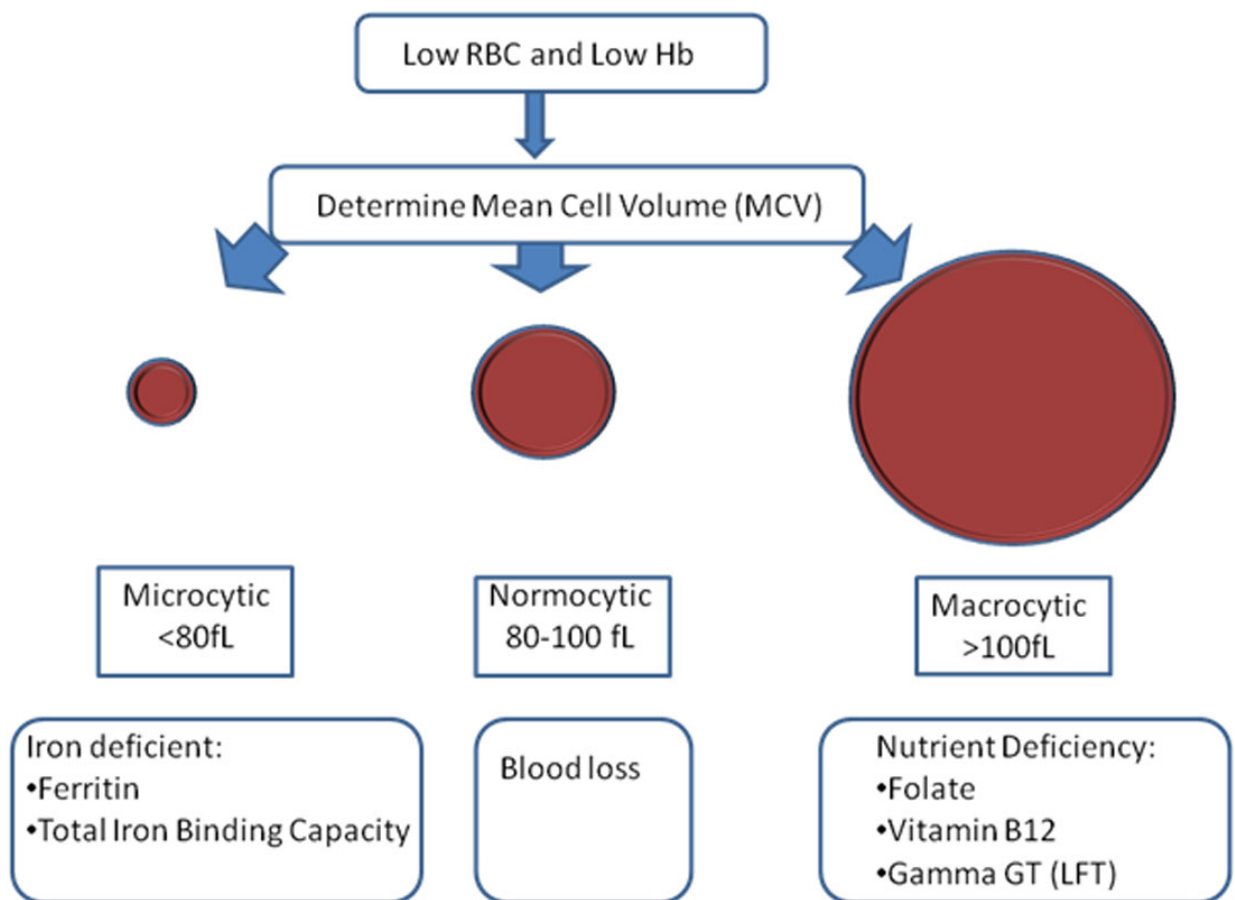 Low RBC and Low Hb
Determine Mean Cell Volume (MCV)
Microcytic
<80fL
Normocytic
80-100 fL
Macrocytic
>100fL
Iron deficient:
•Ferritin
•Total Iron Binding Capacity
Blood loss
Nutrient Deficiency:
•Folate
•Vitamin B12
•Gamma GT (LFT)